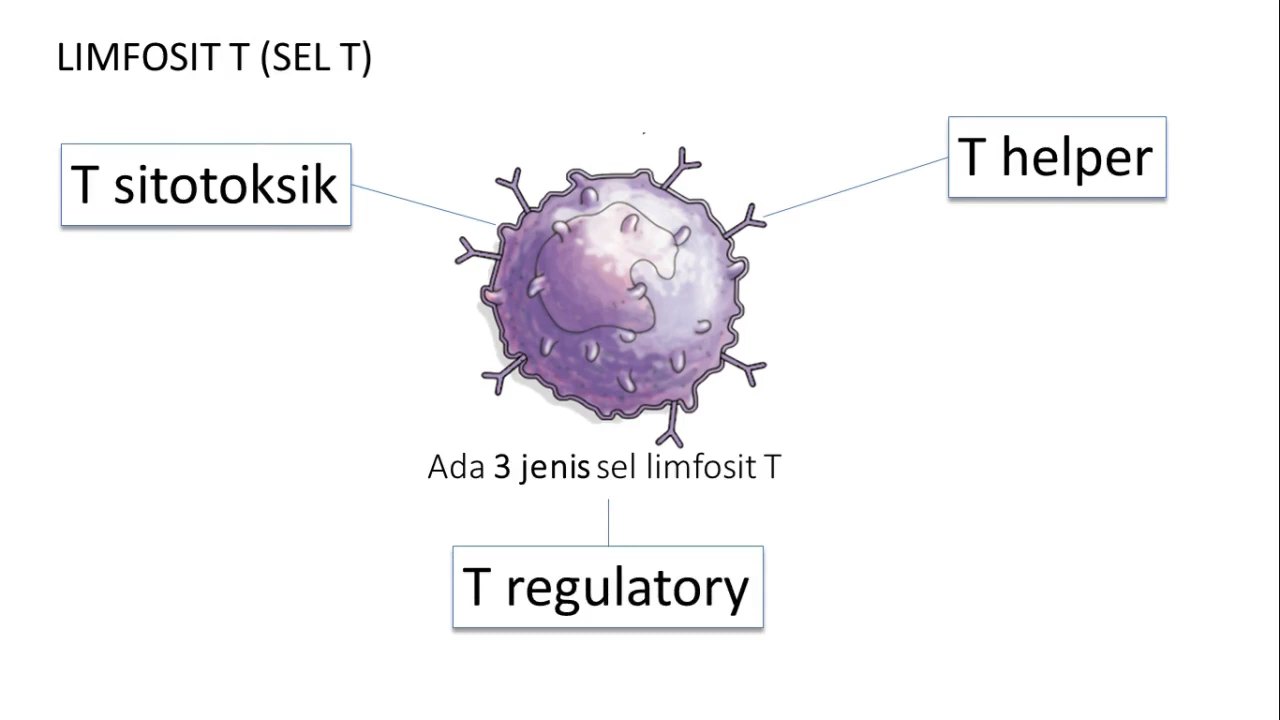 LIMFOSIT T (SEL T)
T sitotoksik
T helper
Ada 3 jenis sel limfosit T
T regulatory